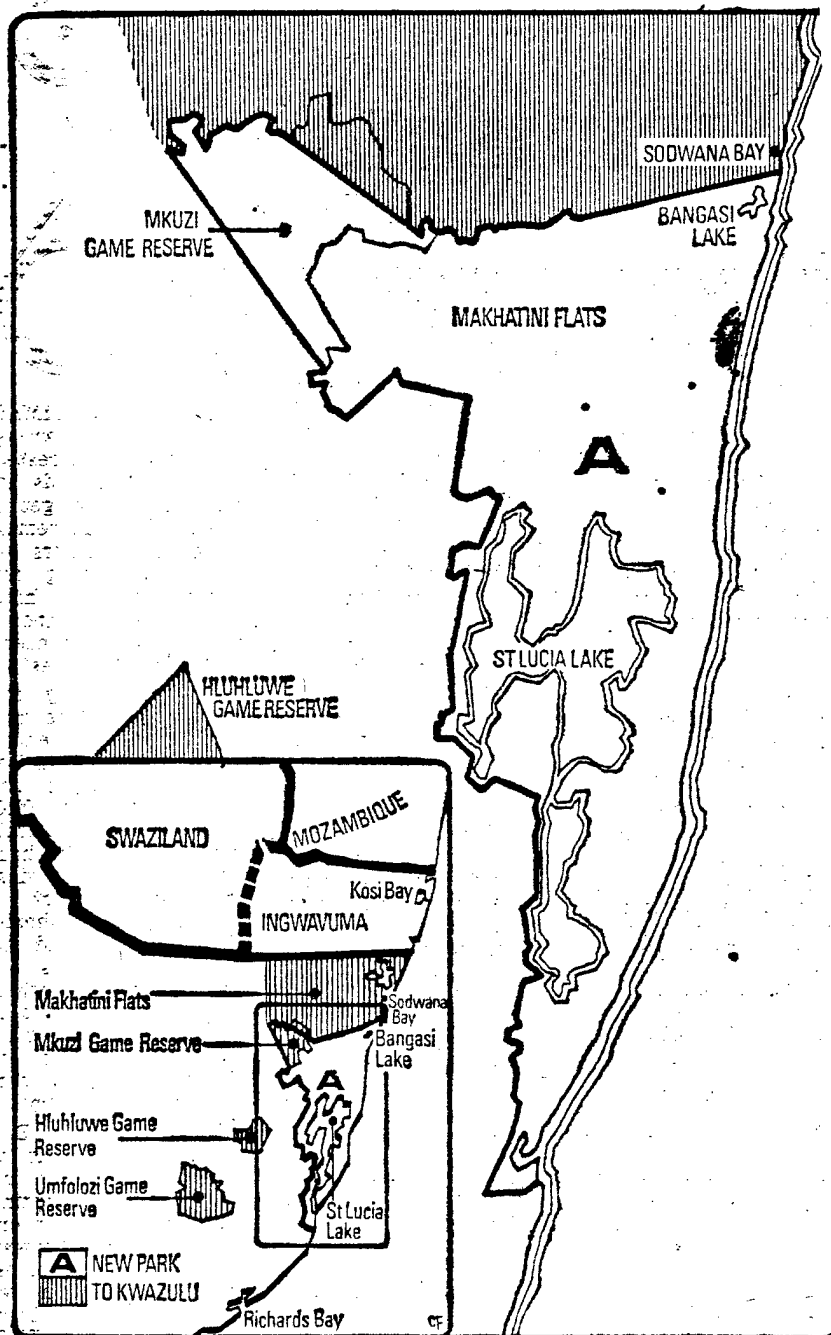 SODWANA BAY
BANGASI
LAKE
MKUZI
GAME RESERVE
MAKHATINI FLATS
A
ST LUCIA LAKE
HLUHLUWE
GAME RESERVE
SWAZILAND
MOZAMBIQUE
Kosi Bay
INGWAVUMA
Makhatini Flats
Sodwana
Bay
Mkuzi Game Reserve
Bangasi
Lake
A
Hluhluwe Game
Reserve
Umfolozi Game
Reserve
St Lucia
Lake
A NEW PARK
TO KWAZULU
Richards Bay
CF